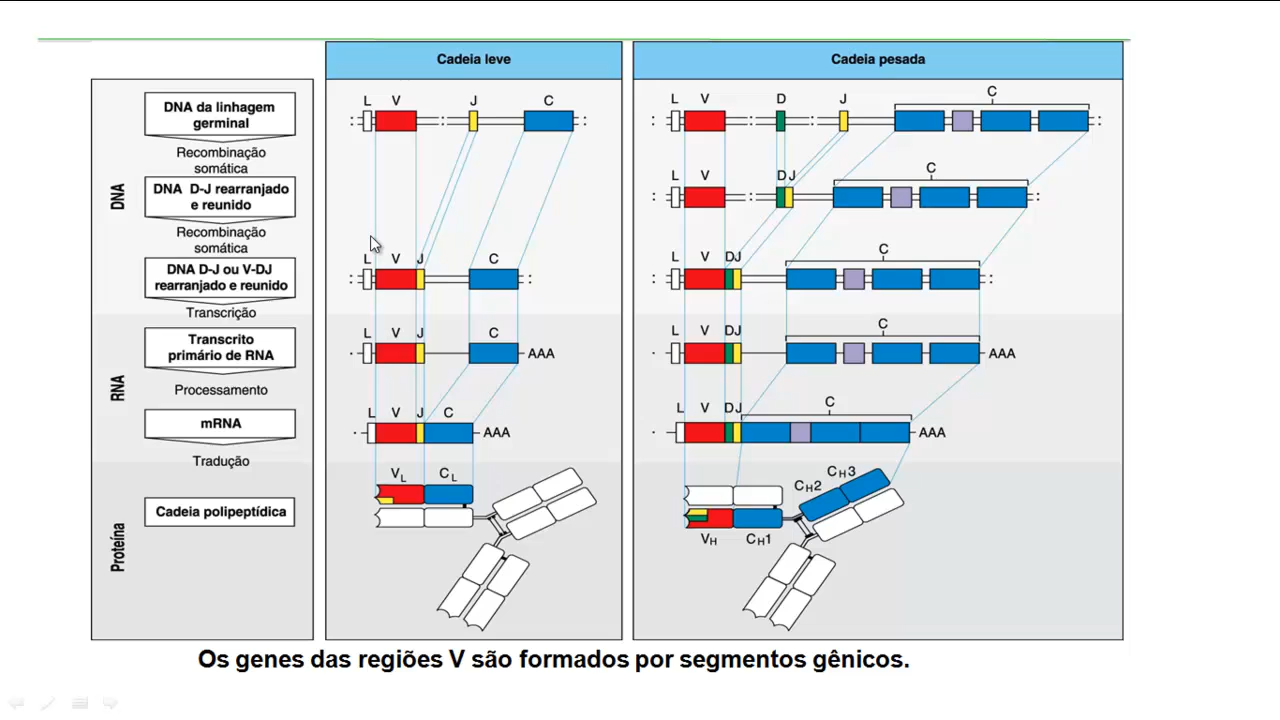 Cadeia leve
Cadeia pesada
DNA
DNA da linhagem
germinal
Recombinação
somática
DNA D-J rearranjado
e reunido
Recombinação
somática
DNA D-J ou V-DJ
rearranjado e reunido
Transcrição
RNA
Transcrito
primário de RNA
Processamento
mRNA
Tradução
Proteína
Cadeia polipeptídica
L V J C
L V J C
L V J C
AAA
L V J C
AAA
VL CL
L V D J C
L V D J C
L V DJ C
L V DJ C
AAA
L V DJ C
AAA
CH3
CH2
VH CH1
Os genes das regiões V são formados por segmentos gênicos.